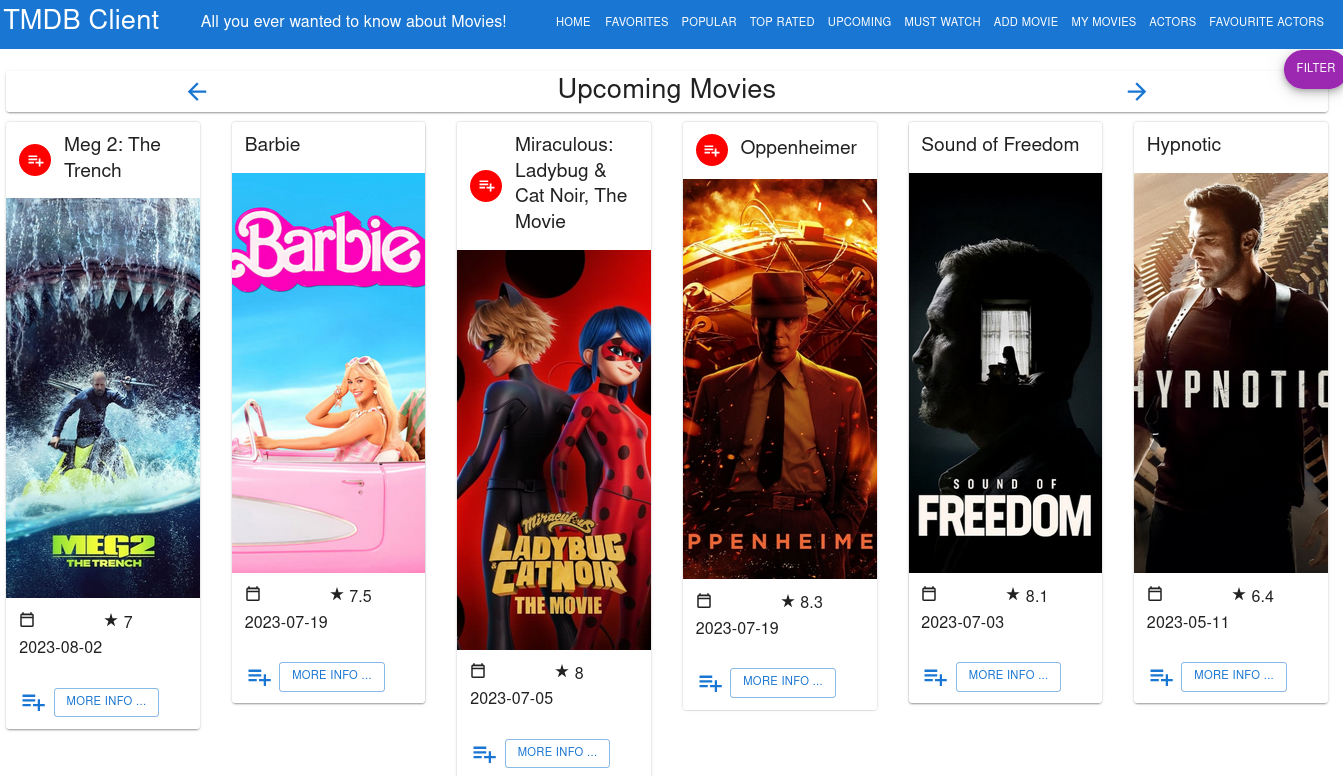 TMDB Client
All you ever wanted to know about Movies!
HOME FAVORITES POPULAR TOP RATED UPCOMING MUST WATCH ADD MOVIE MY MOVIES ACTORS FAVOURITE ACTORS
FILTER
Upcoming Movies
Meg 2: The
Trench
MEG2
THE TRENCH
7
2023-08-02
MORE INFO ...
Barbie
Barbie
7.5
2023-07-19
MORE INFO ...
Miraculous:
Ladybug &
Cat Noir, The
Movie
Miraculous
LADYBUG
& CAT NOIR
THE MOVIE
8
2023-07-05
MORE INFO ...
Oppenheimer
PPENHEIME
8.3
2023-07-19
MORE INFO ...
Sound of Freedom
SOUND OF
FREEDOM
8.1
2023-07-03
MORE INFO ...
Hypnotic
HYPNOTIC
6.4
2023-05-11
MORE INFO ...